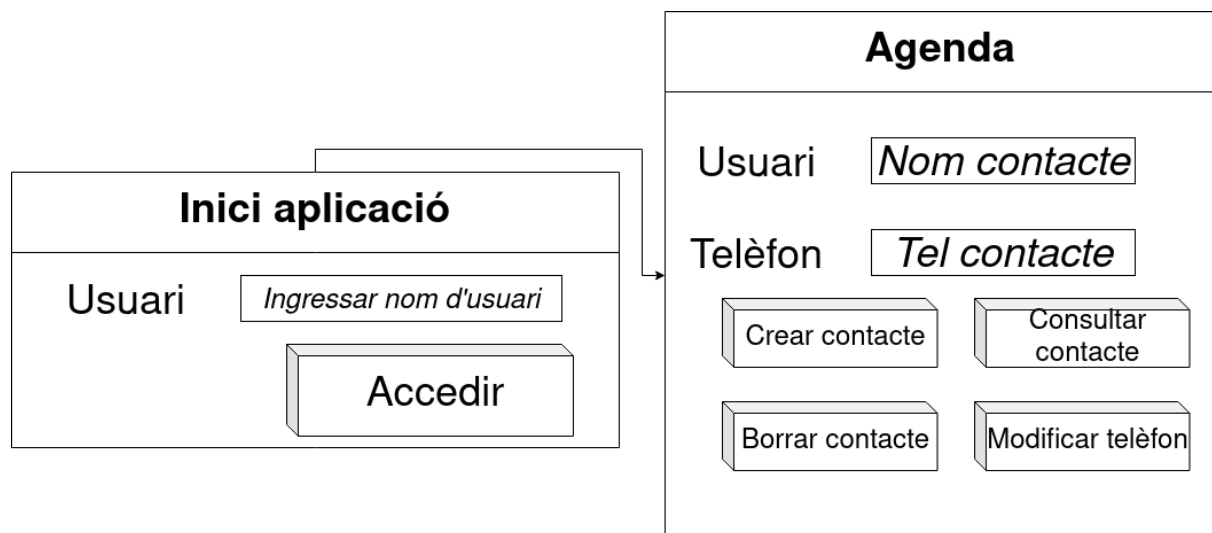 Inici aplicació
Usuari
Ingressar nom d'usuari
Accedir
Agenda
Usuari
Nom contacte
Telèfon
Tel contacte
Crear contacte
Consultar
contacte
Borrar contacte
Modificar telèfon